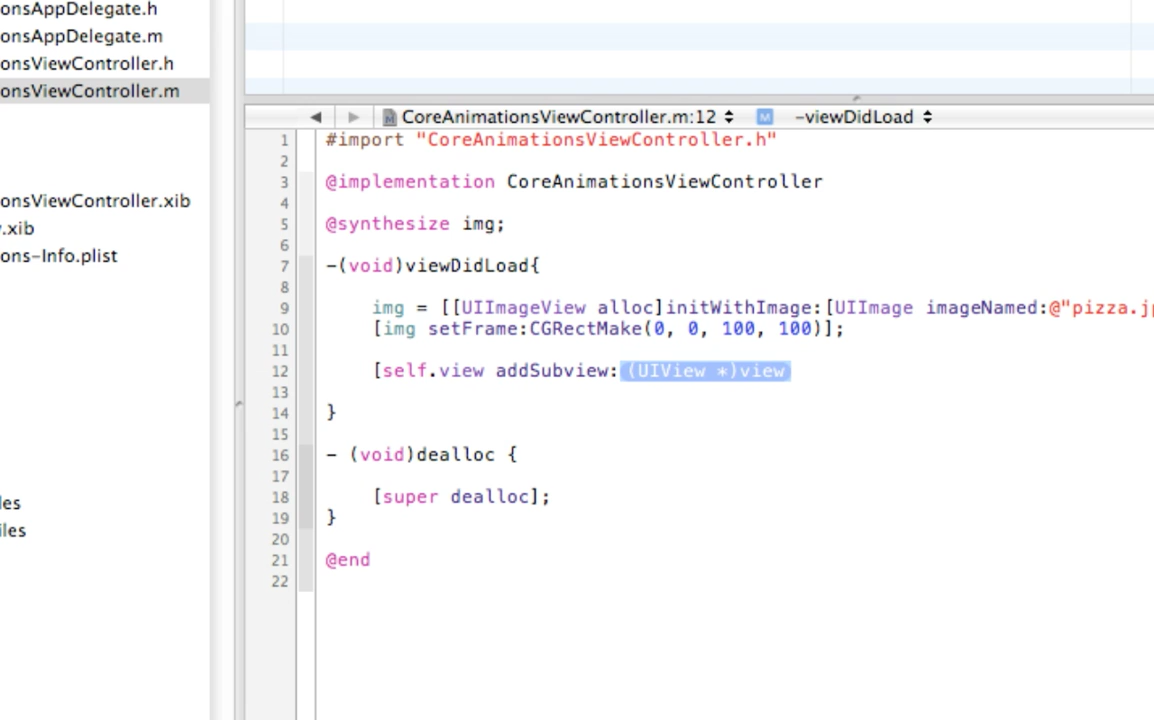 onsAppDelegate.h
onsAppDelegate.m
onsViewController.h
onsViewController.m
onsViewController.xib
.xib
ons-Info.plist
les
iles
CoreAnimationsViewController.m:12 M -viewDidLoad
1 #import "CoreAnimationsViewController.h"
2
3 @implementation CoreAnimationsViewController
4
5 @synthesize img;
6
7 -(void)viewDidLoad{
8
9 img = [[UIImageView alloc]initWithImage:[UIImage imageNamed:@"pizza.jp
10 [img setFrame:CGRectMake(0, 0, 100, 100)];
11
12 [self.view addSubview:(UIView *)view
13
14 }
15
16 - (void)dealloc {
17
18 [super dealloc];
19 }
20
21 @end
22